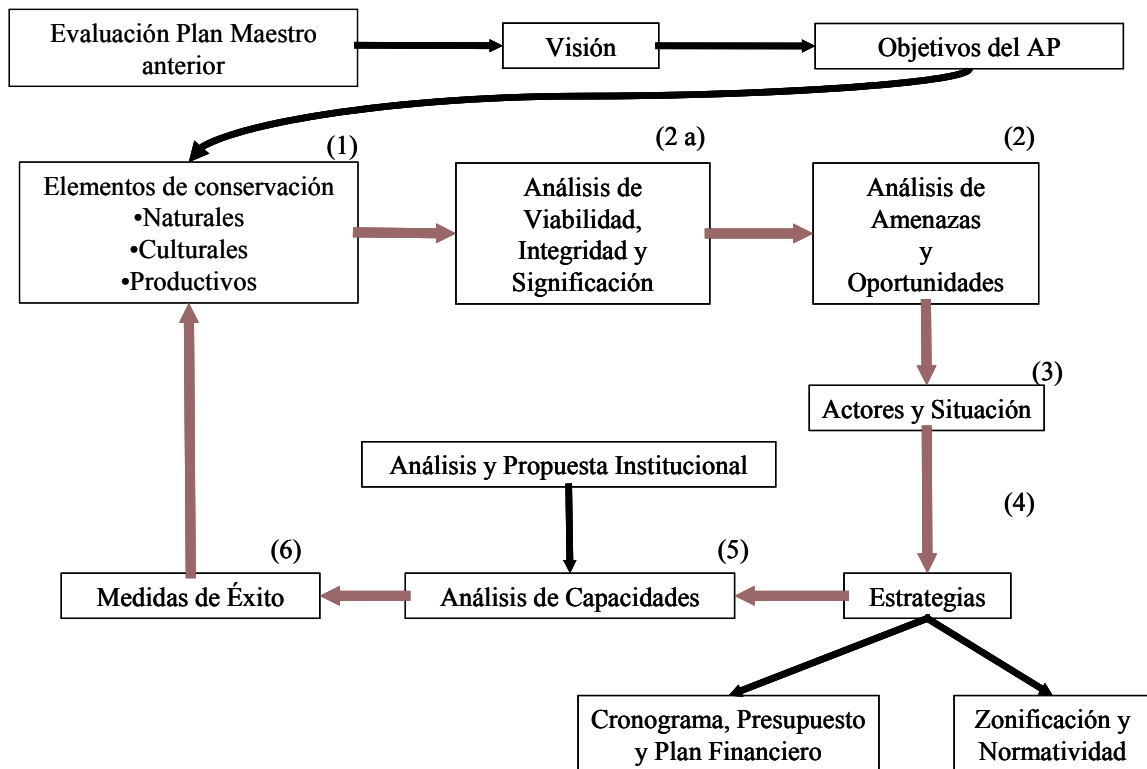 Evaluación Plan Maestro
anterior
Visión
Objetivos del AP
(1)
Elementos de conservación
•Naturales
•Culturales
•Productivos
(2 a)
Análisis de
Viabilidad,
Integridad y
Significación
(2)
Análisis de
Amenazas
y
Oportunidades
(3)
Actores y Situación
Análisis y Propuesta Institucional
(4)
(6)
Medidas de Éxito
(5)
Análisis de Capacidades
Estrategias
Cronograma, Presupuesto
y Plan Financiero
Zonificación y
Normatividad